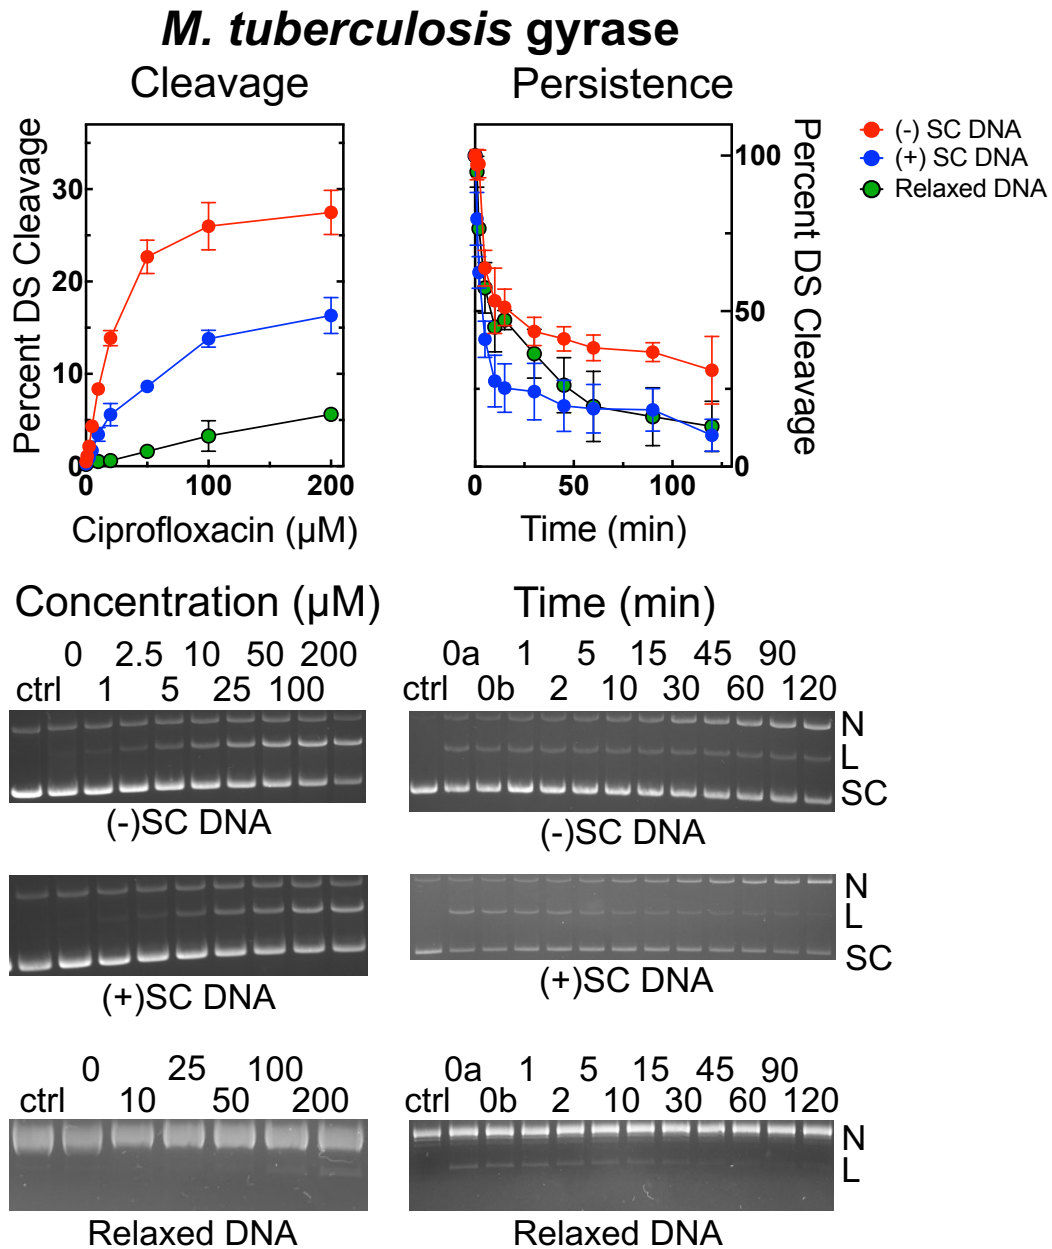 M. tuberculosis gyrase
Cleavage
Persistence
Percent DS Cleavage
30
20
10
0
0 100 200
Ciprofloxacin (µM)
100
50
0
Percent DS Cleavage
0 50 100
Time (min)
(-) SC DNA
(+) SC DNA
Relaxed DNA
Concentration (µM)
0 2.5 10 50 200
ctrl 1 5 25 100
(-)SC DNA
(+)SC DNA
0 25 100
ctrl 10 50 200
Relaxed DNA
Time (min)
0a 1 5 15 45 90
ctrl 0b 2 10 30 60 120
N
L
SC
(-)SC DNA
N
L
SC
(+)SC DNA
0a 1 5 15 45 90
ctrl 0b 2 10 30 60 120
N
L
Relaxed DNA